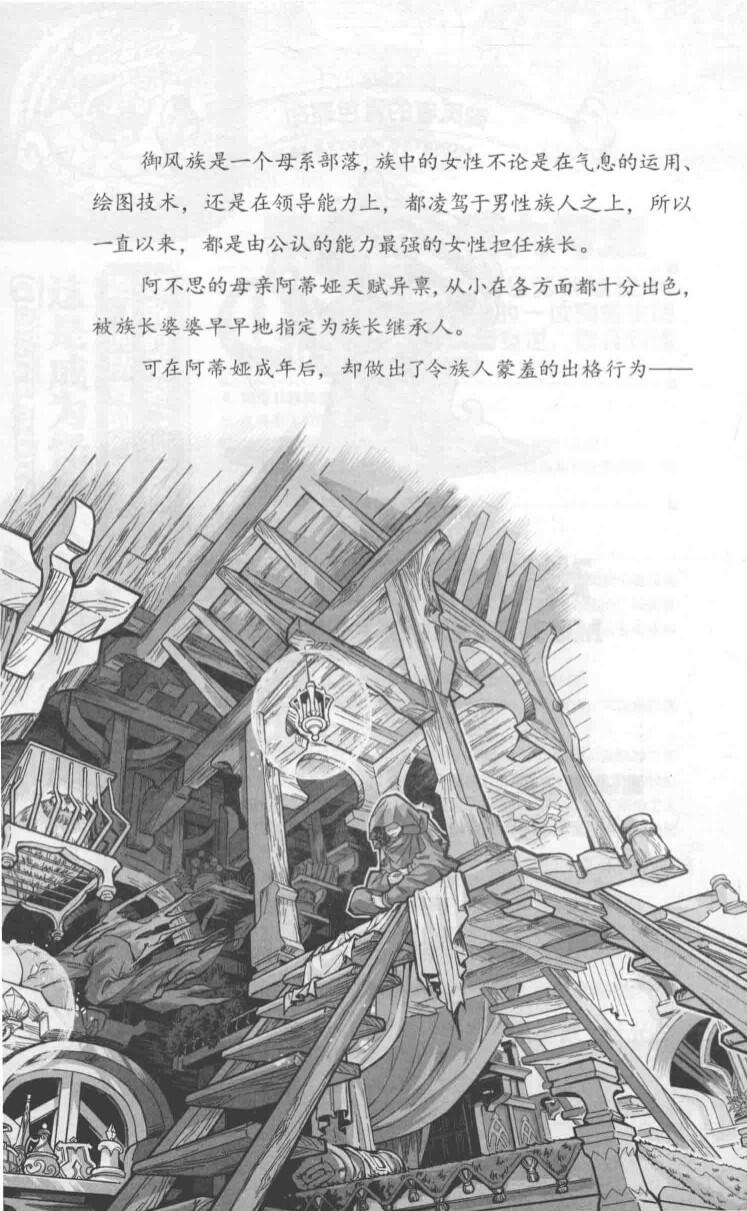 御风族是一个母系部落，族中的女性不论是在气息的运用、
绘图技术，还是在领导能力上，都凌驾于男性族人之上，所以
一直以来，都是由公认的能力最强的女性担任族长。
阿不思的母亲阿蒂娅天赋异禀，从小在各方面都十分出色，
被族长婆婆早早地指定为族长继承人。
可在阿蒂娅成年后，却做出了令族人蒙羞的出格行为——